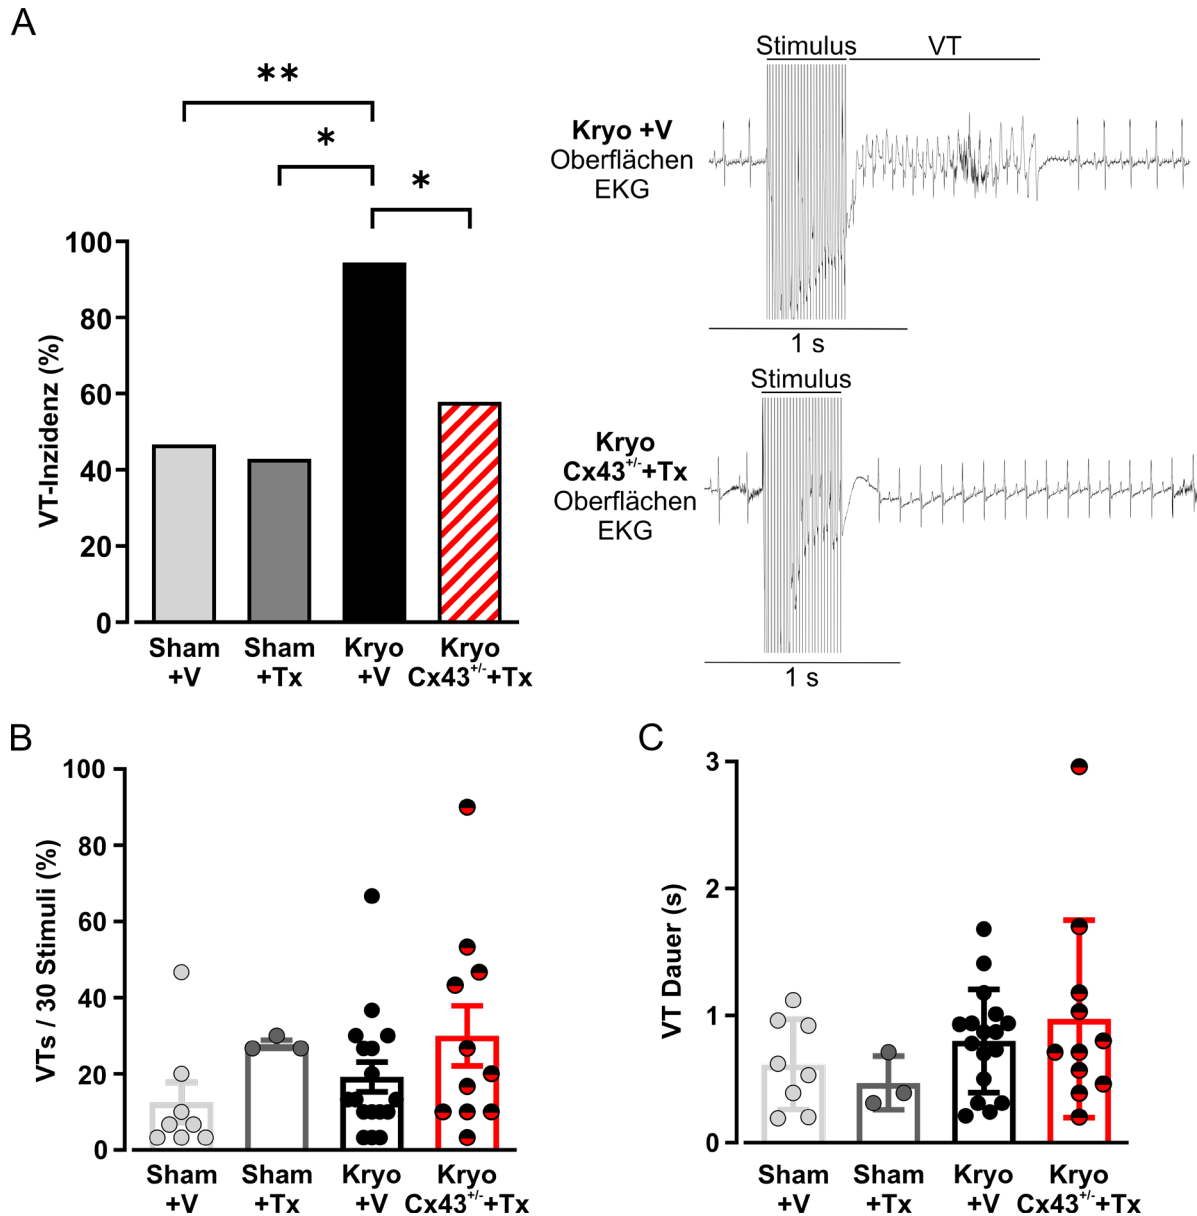 A
**
*
*
VT-Inzidenz (%)
100
80
60
40
20
0
Sham
+V
Sham
+Tx
Kryo
+V
Kryo
Cx43+/-+Tx
Stimulus
VT
Kryo +V
Oberflächen
EKG
1 s
Stimulus
Kryo
Cx43+/-+Tx
Oberflächen
EKG
1 s
B
VTs / 30 Stimuli (%)
100
80
60
40
20
0
Sham
+V
Sham
+Tx
Kryo
+V
Kryo
Cx43+/-+Tx
C
VT Dauer (s)
3
2
1
0
Sham
+V
Sham
+Tx
Kryo
+V
Kryo
Cx43+/-+Tx